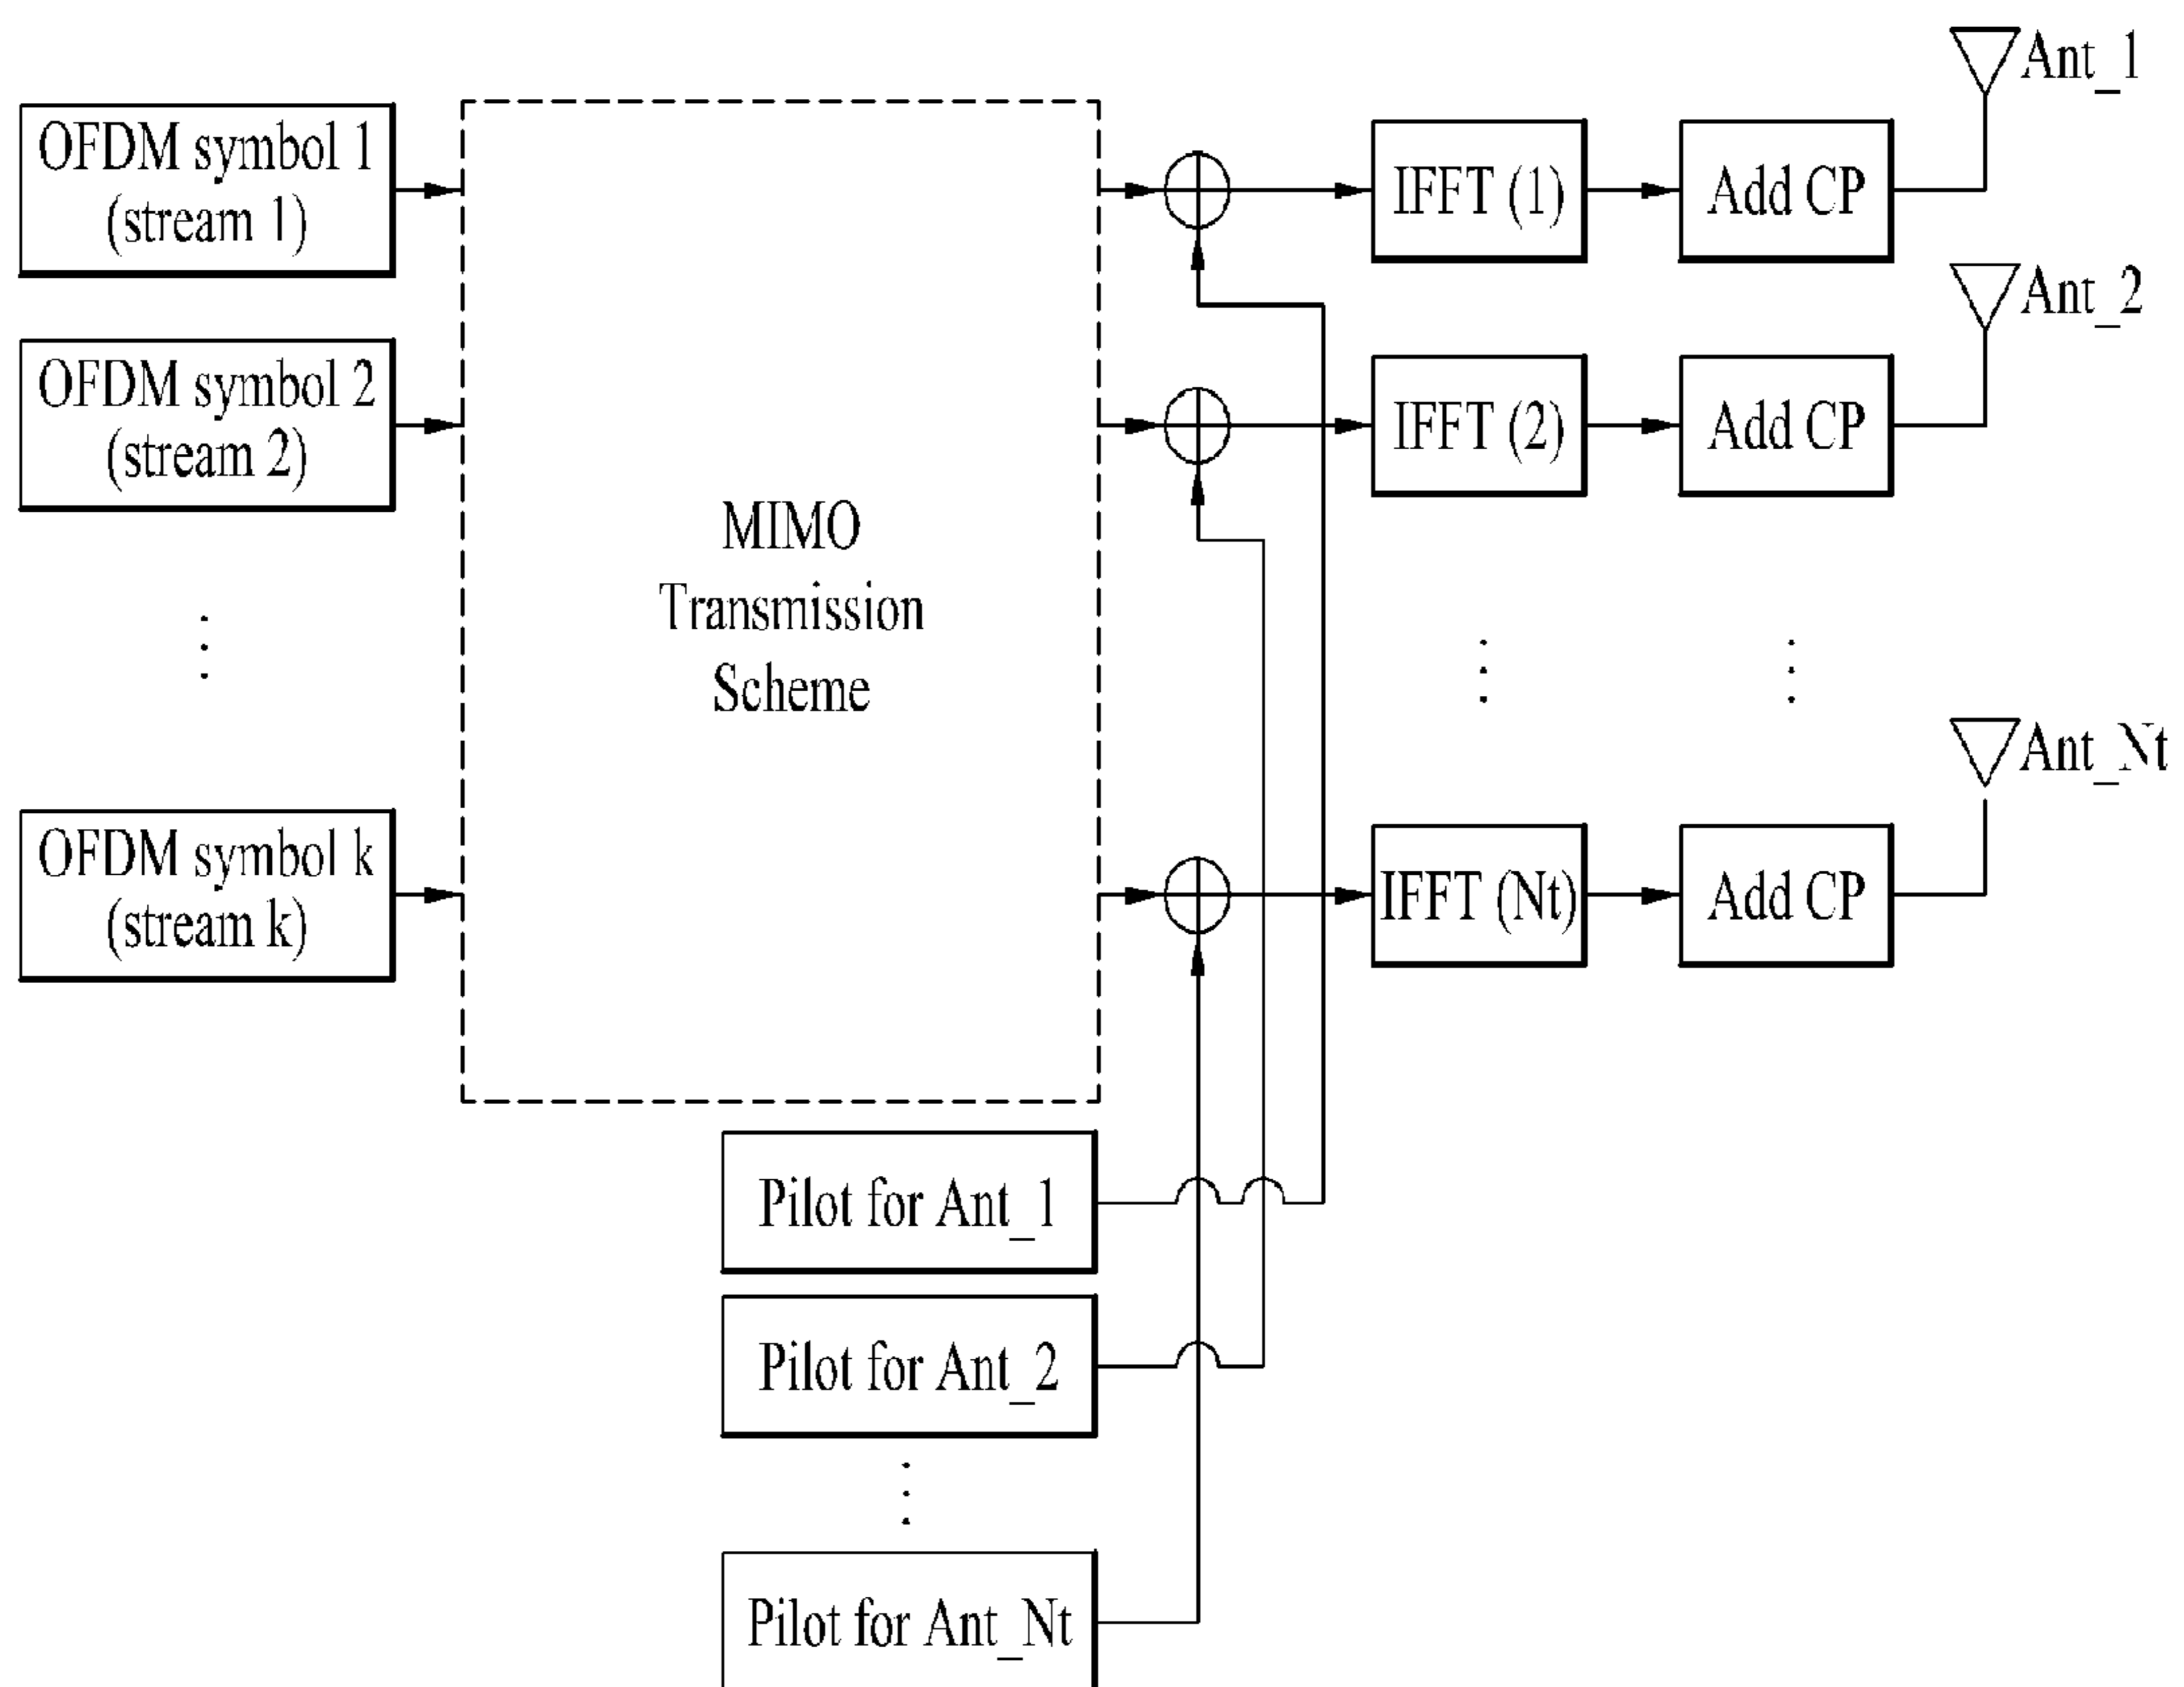 Ant_1
OFDM symbol 1
(stream 1)
IFFT (1)
Add CP
Ant_2
OFDM symbol 2
(stream 2)
IFFT (2)
Add CP
MIMO
Transmission
Scheme
Ant_Nt
OFDM symbol k
(stream k)
IFFT (Nt)
Add CP
Pilot for Ant_1
Pilot for Ant_2
Pilot for Ant_Nt